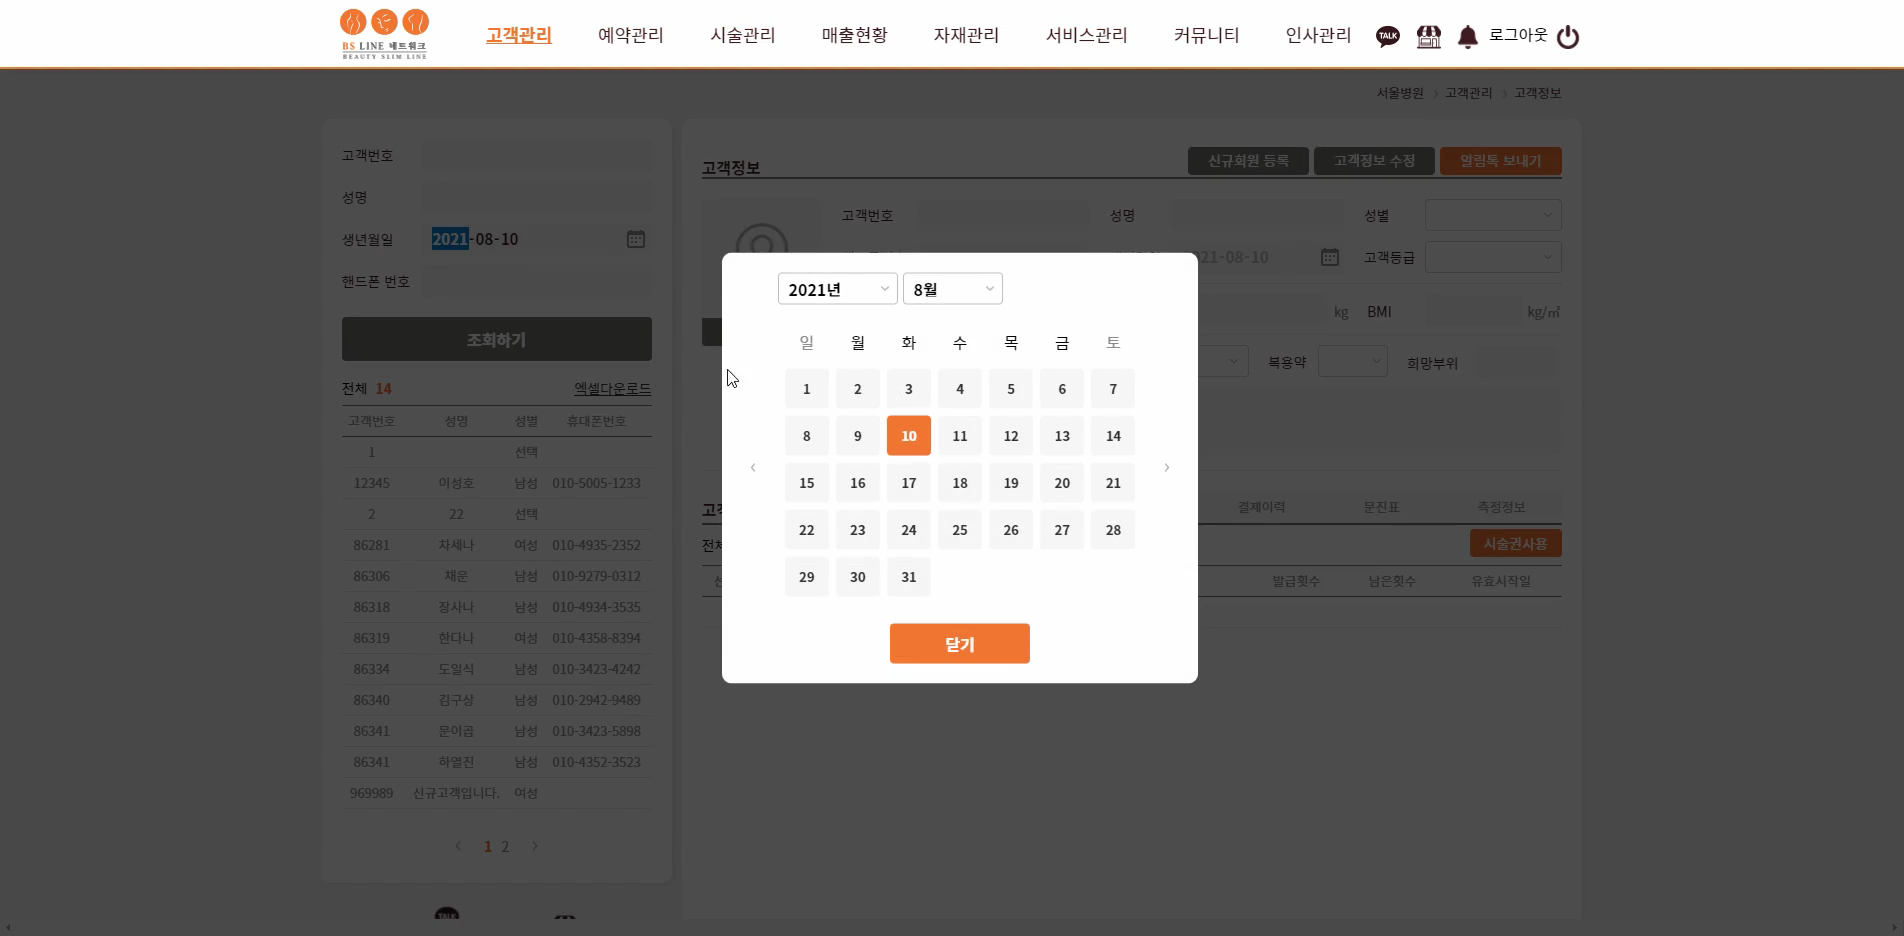 BS LINE 네트워크
BEAUTY SLIM LINE
고객관리 예약관리 시술관리 매출현황 자재관리 서비스관리 커뮤니티 인사관리 TALK 로그아웃
서울병원 > 고객관리 > 고객정보
고객번호
성명
생년월일 2021-08-10
핸드폰 번호
조회하기
전체 14 엑셀다운로드
고객번호 성명 성별 휴대폰번호
1 선택
12345 이성호 남성 010-5005-1233
2 22 선택
86281 차세나 여성 010-4935-2352
86306 채운 남성 010-9279-0312
86318 장사나 남성 010-4934-3535
86319 한다나 여성 010-4358-8394
86334 도일식 남성 010-3423-4242
86340 김구상 남성 010-2942-9489
86341 문이곰 남성 010-3423-5898
86341 하열진 남성 010-4352-3523
969989 신규고객입니다. 여성
1 2
TALK
고객정보 신규회원 등록 고객정보 수정 알림톡 보내기
고객번호 성명 성별
21-08-10 고객등급
kg BMI kg/㎡
복용약 희망부위
결제이력 문진표 측정정보
시술권사용
발급횟수 남은횟수 유효시작일
2021년 8월
일 월 화 수 목 금 토
1 2 3 4 5 6 7
8 9 10 11 12 13 14
15 16 17 18 19 20 21
22 23 24 25 26 27 28
29 30 31
닫기